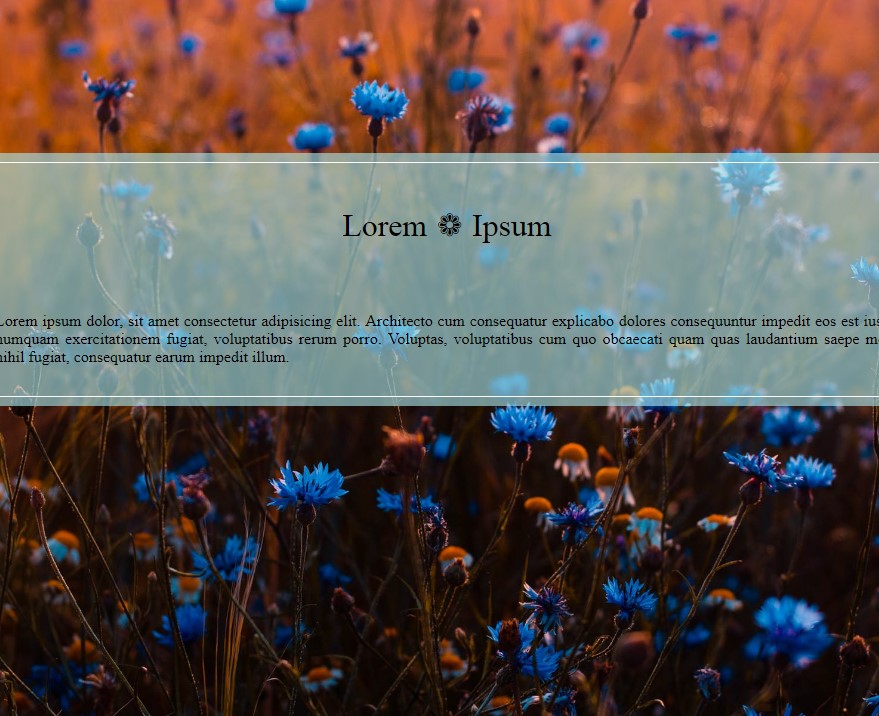 Lorem ❁ Ipsum
Lorem ipsum dolor, sit amet consectetur adipisicing elit. Architecto cum consequatur explicabo dolores consequuntur impedit eos est
numquam exercitationem fugiat, voluptatibus rerum porro. Voluptas, voluptatibus cum quo obcaecati quam quas laudantium saepe
nihil fugiat, consequatur earum impedit illum.